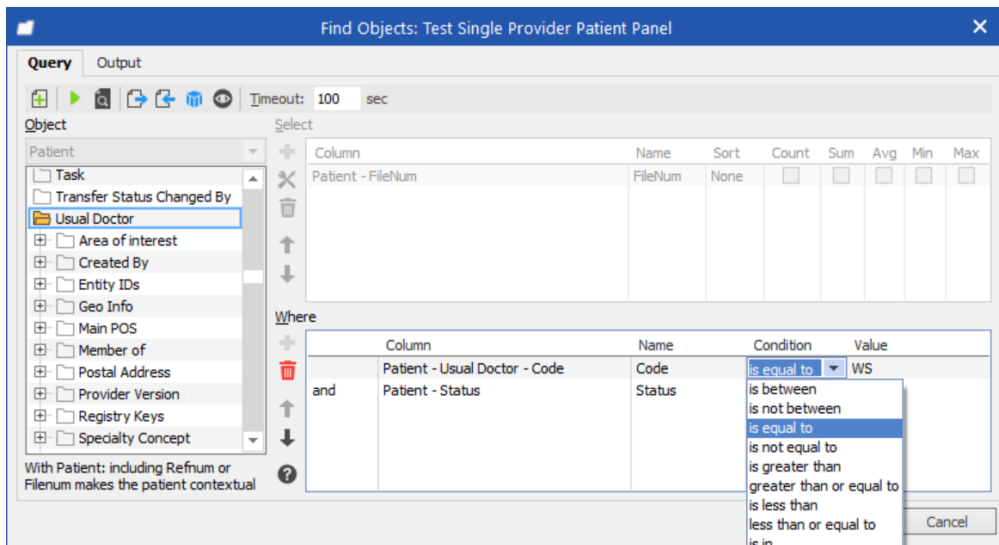 Find Objects: Test Single Provider Patient Panel
Query Output
Timeout: 100 sec
Object
Patient
Task
Transfer Status Changed By
Usual Doctor
Area of interest
Created By
Entity IDs
Geo Info
Main POS
Member of
Postal Address
Provider Version
Registry Keys
Specialty Concept
With Patient: including Refnum or
Filenum makes the patient contextual
Select
Column Name Sort Count Sum Avg Min Max
Patient - FileNum FileNum None
Where
Column Name Condition Value
Patient - Usual Doctor - Code Code is equal to WS
and Patient - Status Status
is between
is not between
is equal to
is not equal to
is greater than
greater than or equal to
is less than
less than or equal to
is in
Cancel